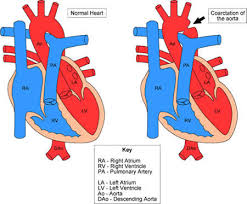 Normal Heart
Coarctation of
the aorta
Ao
PA
LA
RA
LV
RV
DAo
Ao
PA
LA
RA
LV
RV
DAo
Key
RA - Right Atrium
RV - Right Ventricle
PA - Pulmonary Artery
LA - Left Atrium
LV - Left Ventricle
Ao - Aorta
DAo - Descending Aorta